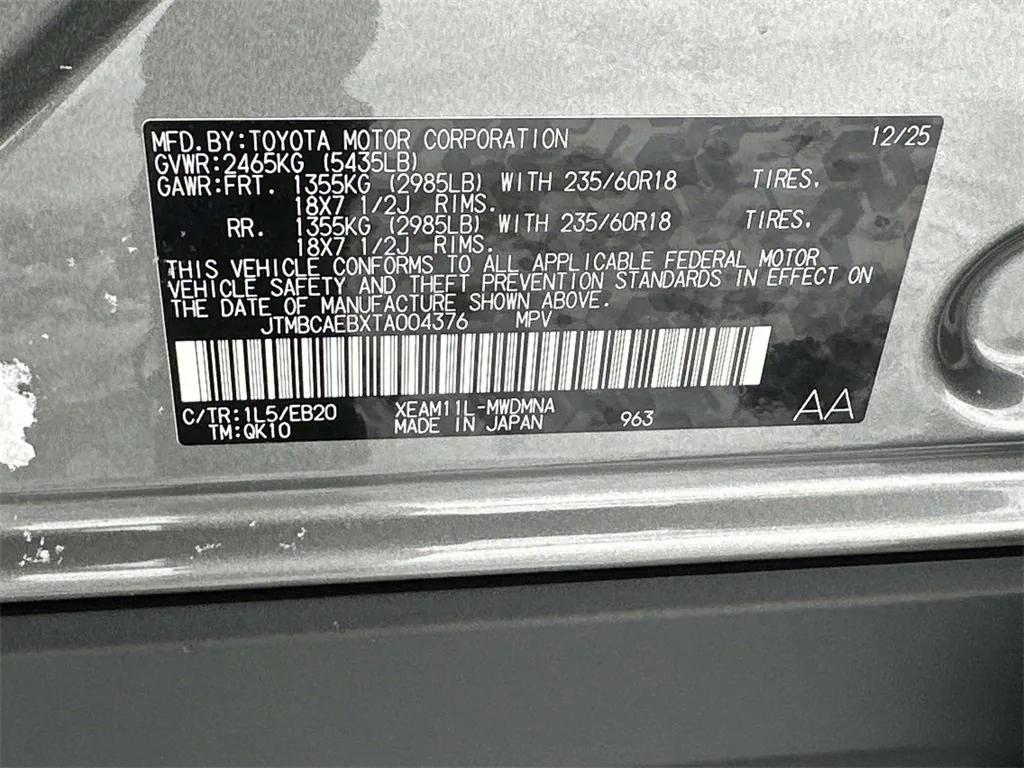 MFD.BY:TOYOTA MOTOR CORPORATION 12/25
GVWR:2465KG (5435LB)
GAWR:FRT. 1355KG (2985LB) WITH 235/60R18 TIRES,
18X7 1/2J RIMS.
RR. 1355KG (2985LB) WITH 235/60R18 TIRES,
18X7 1/2J RIMS.
THIS VEHICLE CONFORMS TO ALL APPLICABLE FEDERAL MOTOR
VEHICLE SAFETY AND THEFT PREVENTION STANDARDS IN EFFECT ON
THE DATE OF MANUFACTURE SHOWN ABOVE.
JTMBCAEBXTA004376 MPV
C/TR:1L5/EB20 XEAM11L-MWDMNA
TM:QK10 MADE IN JAPAN 963 AA